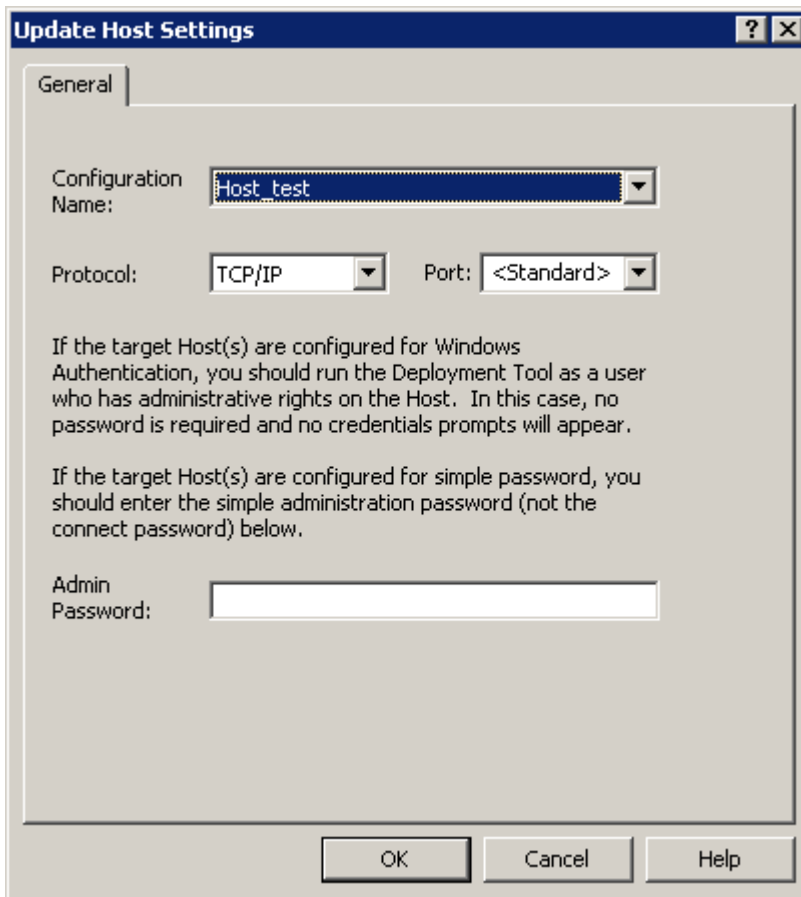 Update Host Settings
General
Configuration
Name:
Host_test
Protocol:
TCP/IP
Port:
<Standard>
If the target Host(s) are configured for Windows
Authentication, you should run the Deployment Tool as a user
who has administrative rights on the Host. In this case, no
password is required and no credentials prompts will appear.
If the target Host(s) are configured for simple password, you
should enter the simple administration password (not the
connect password) below.
Admin
Password:
OK
Cancel
Help